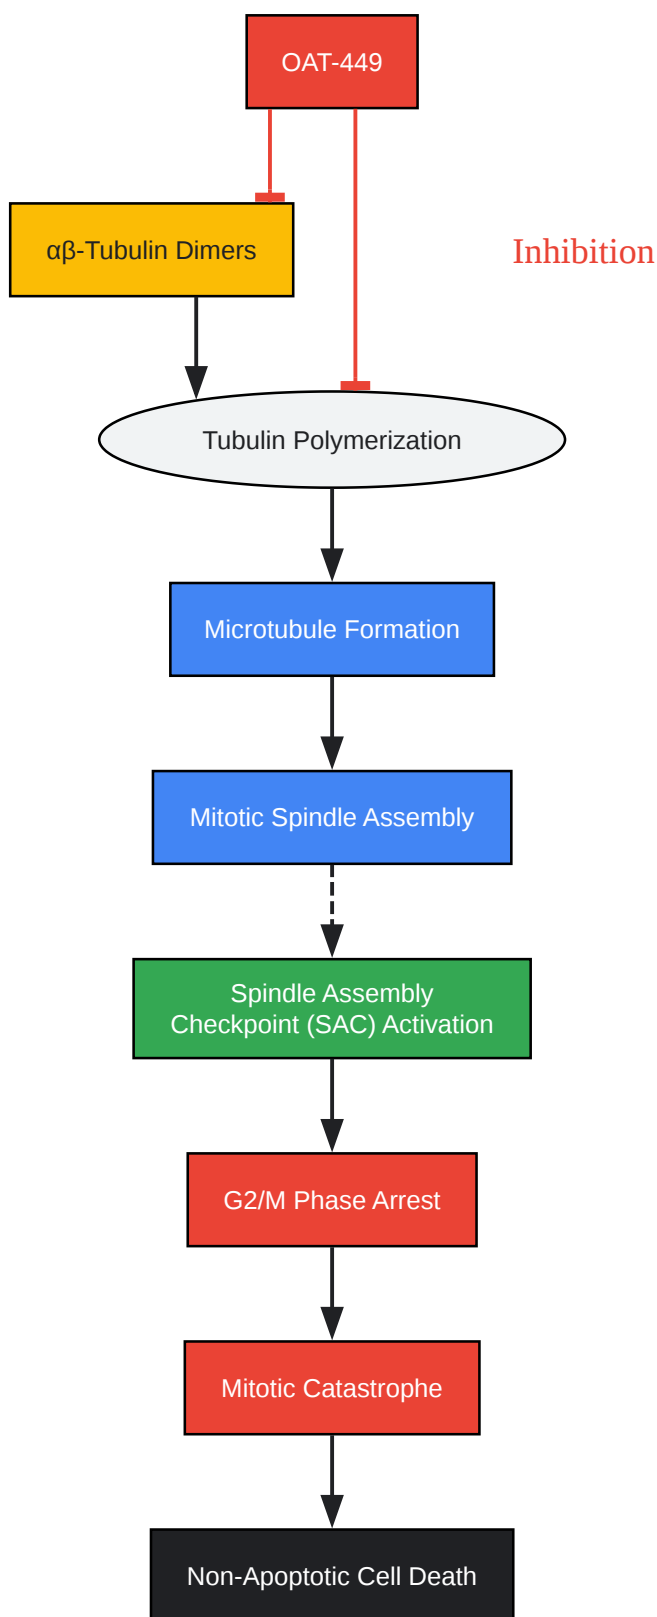 OAT-449
αβ-Tubulin Dimers
Inhibition
Tubulin Polymerization
Microtubule Formation
Mitotic Spindle Assembly
Spindle Assembly
Checkpoint (SAC) Activation
G2/M Phase Arrest
Mitotic Catastrophe
Non-Apoptotic Cell Death